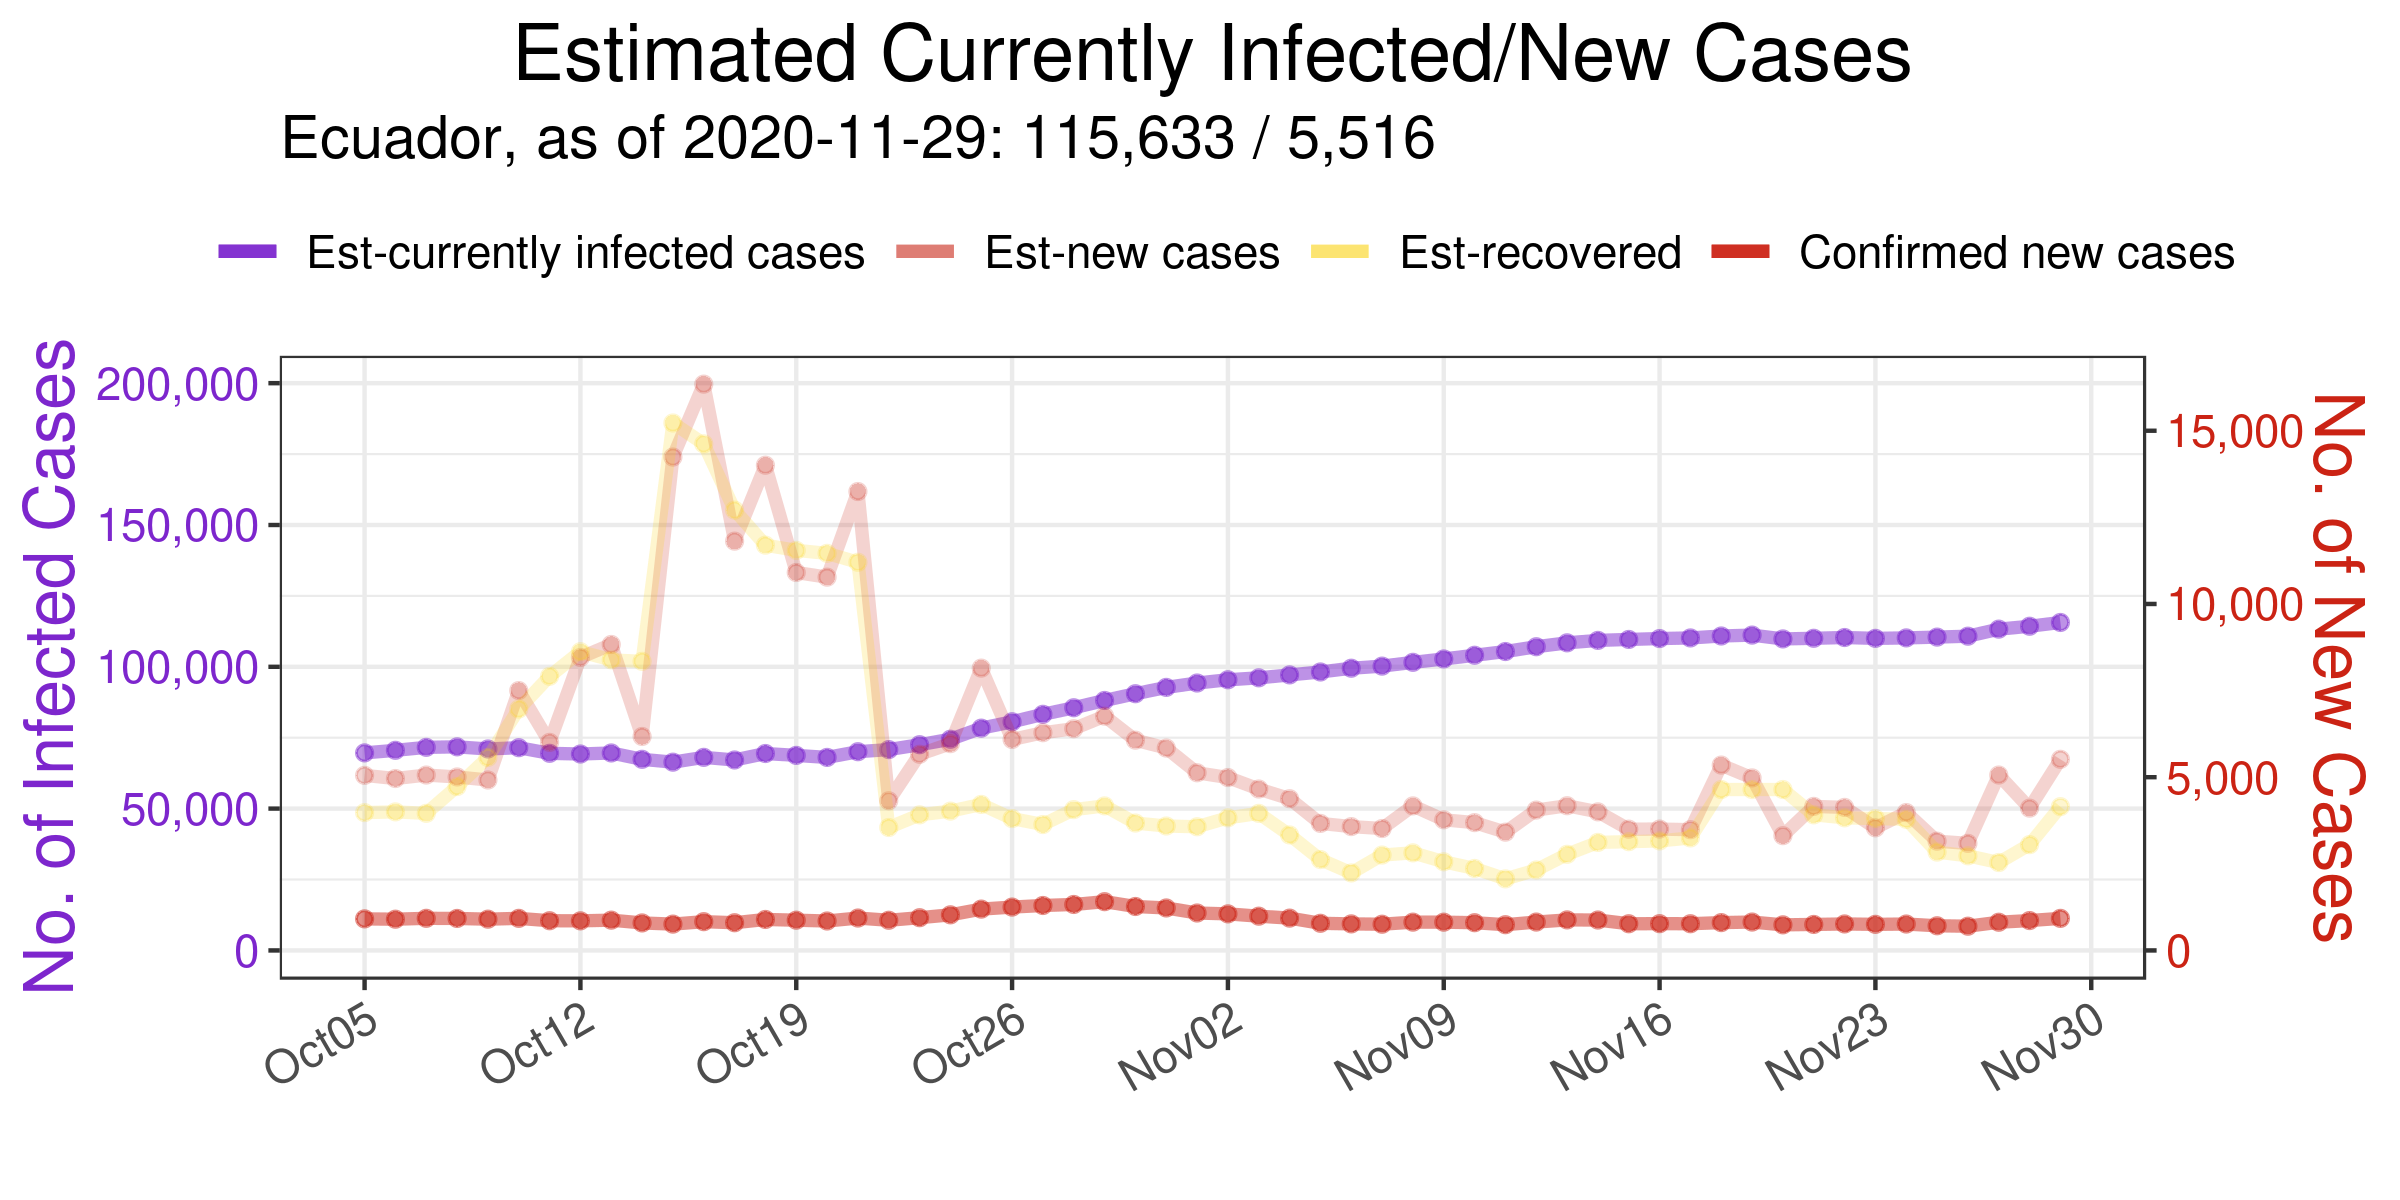 Estimated Currently Infected/New Cases
Ecuador, as of 2020-11-29: 115,633 / 5,516
Est-currently infected cases Est-new cases Est-recovered Confirmed new cases
No. of Infected Cases
200,000
150,000
100,000
50,000
0
15,000
10,000
5,000
0
No. of New Cases
Oct05 Oct12 Oct19 Oct26 Nov02 Nov09 Nov16 Nov23 Nov30